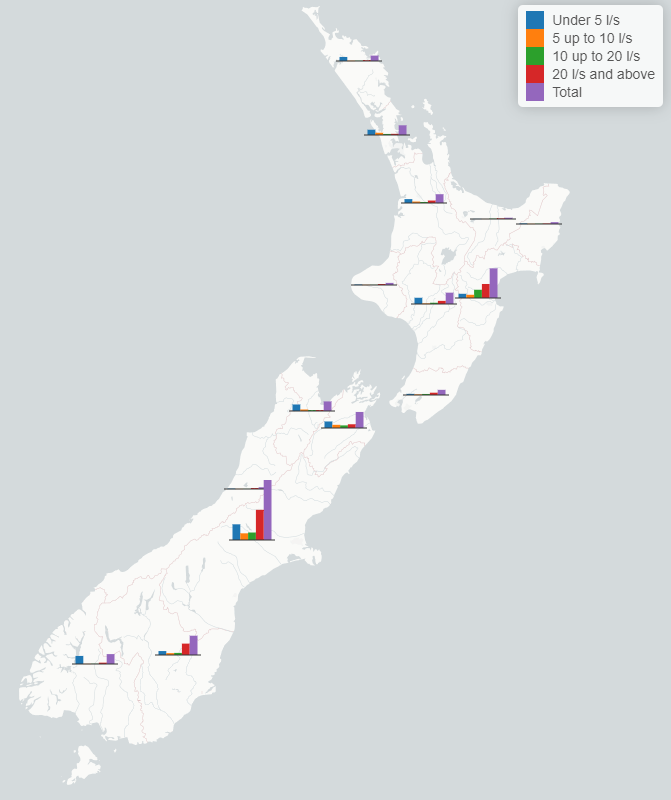 Under 5 l/s
5 up to 10 l/s
10 up to 20 l/s
20 l/s and above
Total